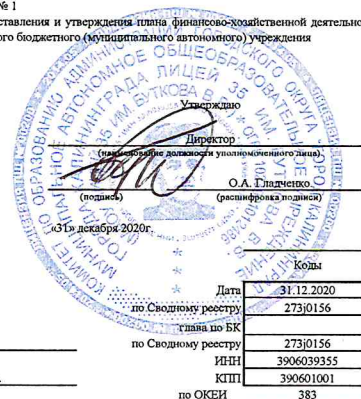 № 1
ставления и утверждения плана финансово-хозяйственной деятельно
ого бюджетного (муниципального автономного) учреждения
Утверждаю
Директор
(наименование должности уполномоченного лица)
О.А. Гладченко
(подпись) (расшифровка подписи)
«31» декабря 2020г.
Коды
Дата 31.12.2020
по Сводному реестру 273j0156
глава по БК
по Сводному реестру 273j0156
ИНН 3906039355
КПП 390601001
по ОКЕИ 383